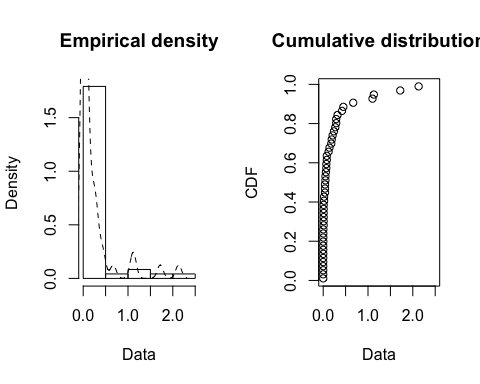 Empirical density
Density
0.0 0.5 1.0 1.5
0.0 1.0 2.0
Data
Cumulative distribution
CDF
0.0 0.2 0.4 0.6 0.8 1.0
0.0 1.0 2.0
Data